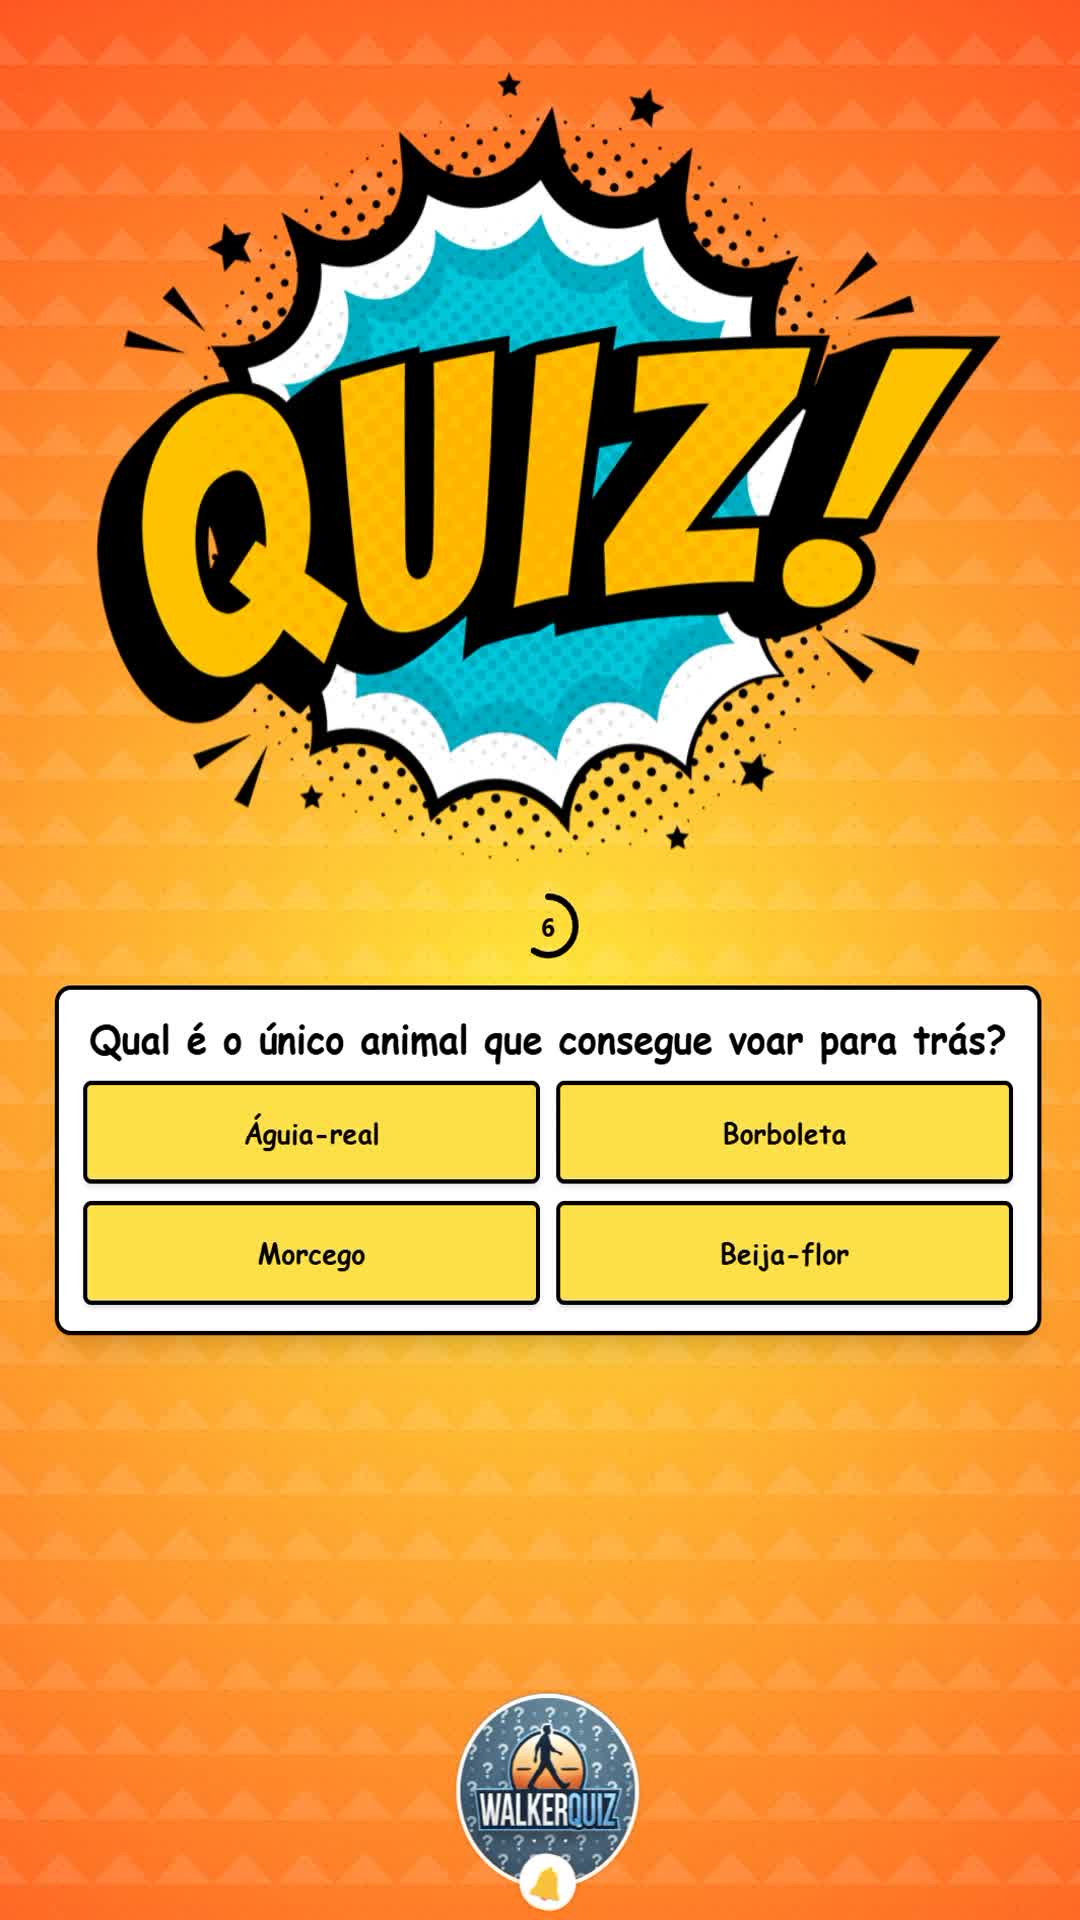 QUIZ!
6
Qual é o único animal que consegue voar para trás?
Águia-real
Borboleta
Morcego
Beija-flor
WALKERQUIZ